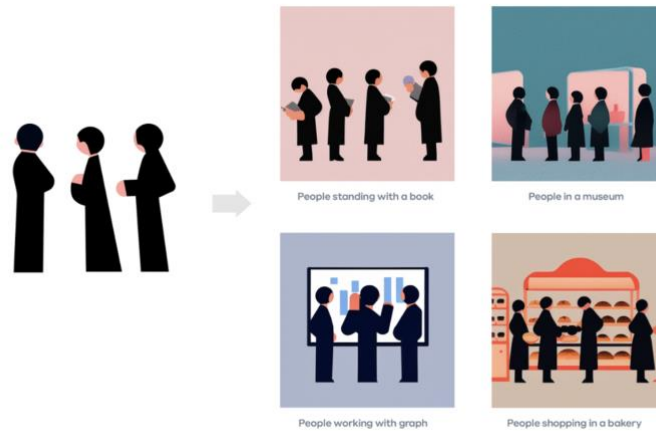 People standing with a book
People in a museum
People working with graph
People shopping in a bakery